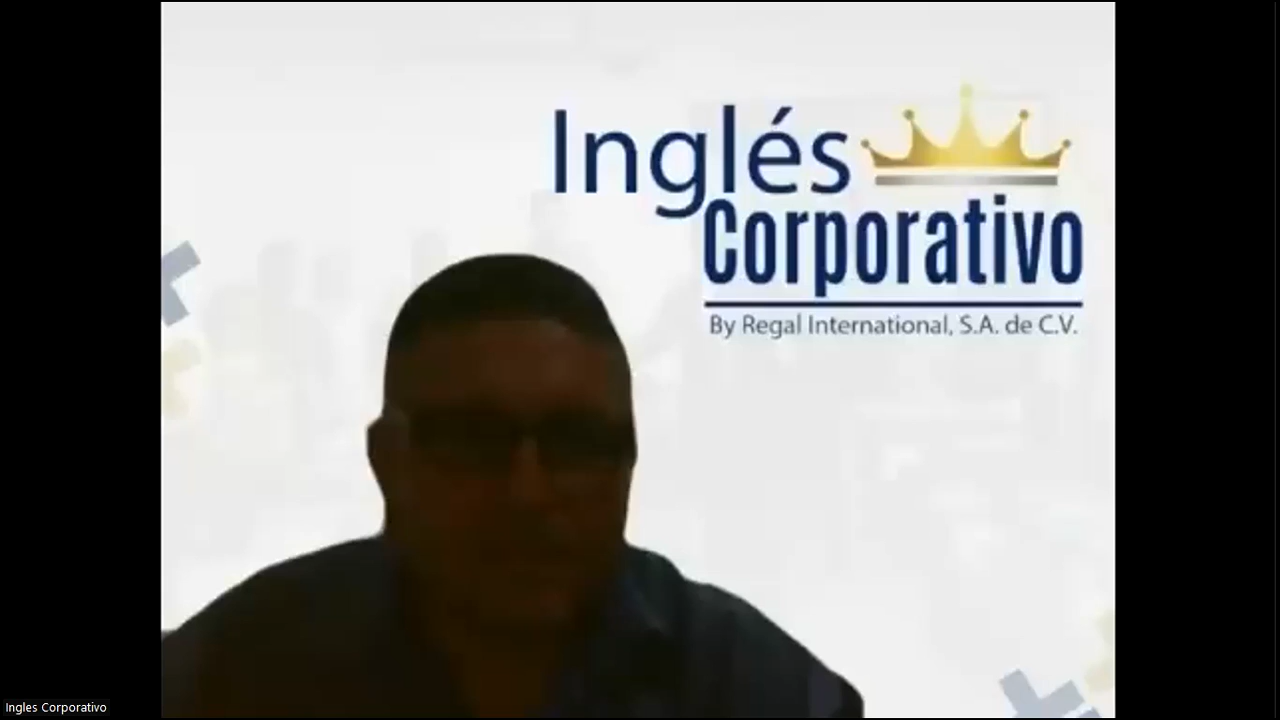 Inglés
Corporativo
By Regal International, S.A. de C.V.
Ingles Corporativo